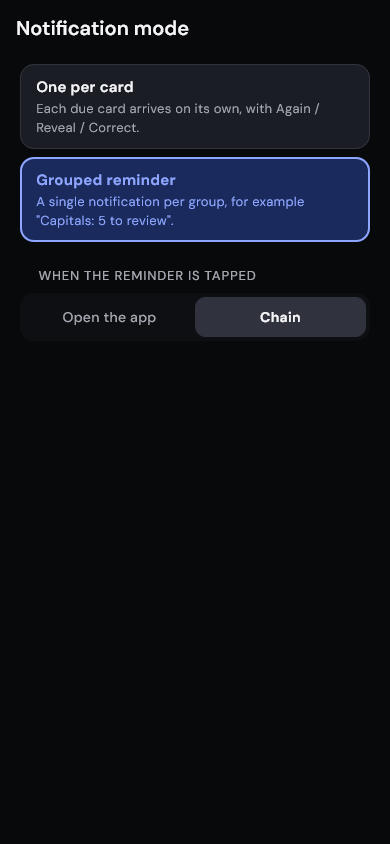 Notification mode
One per card
Each due card arrives on its own, with Again /
Reveal / Correct.
Grouped reminder
A single notification per group, for example
"Capitals: 5 to review".
WHEN THE REMINDER IS TAPPED
Open the app
Chain